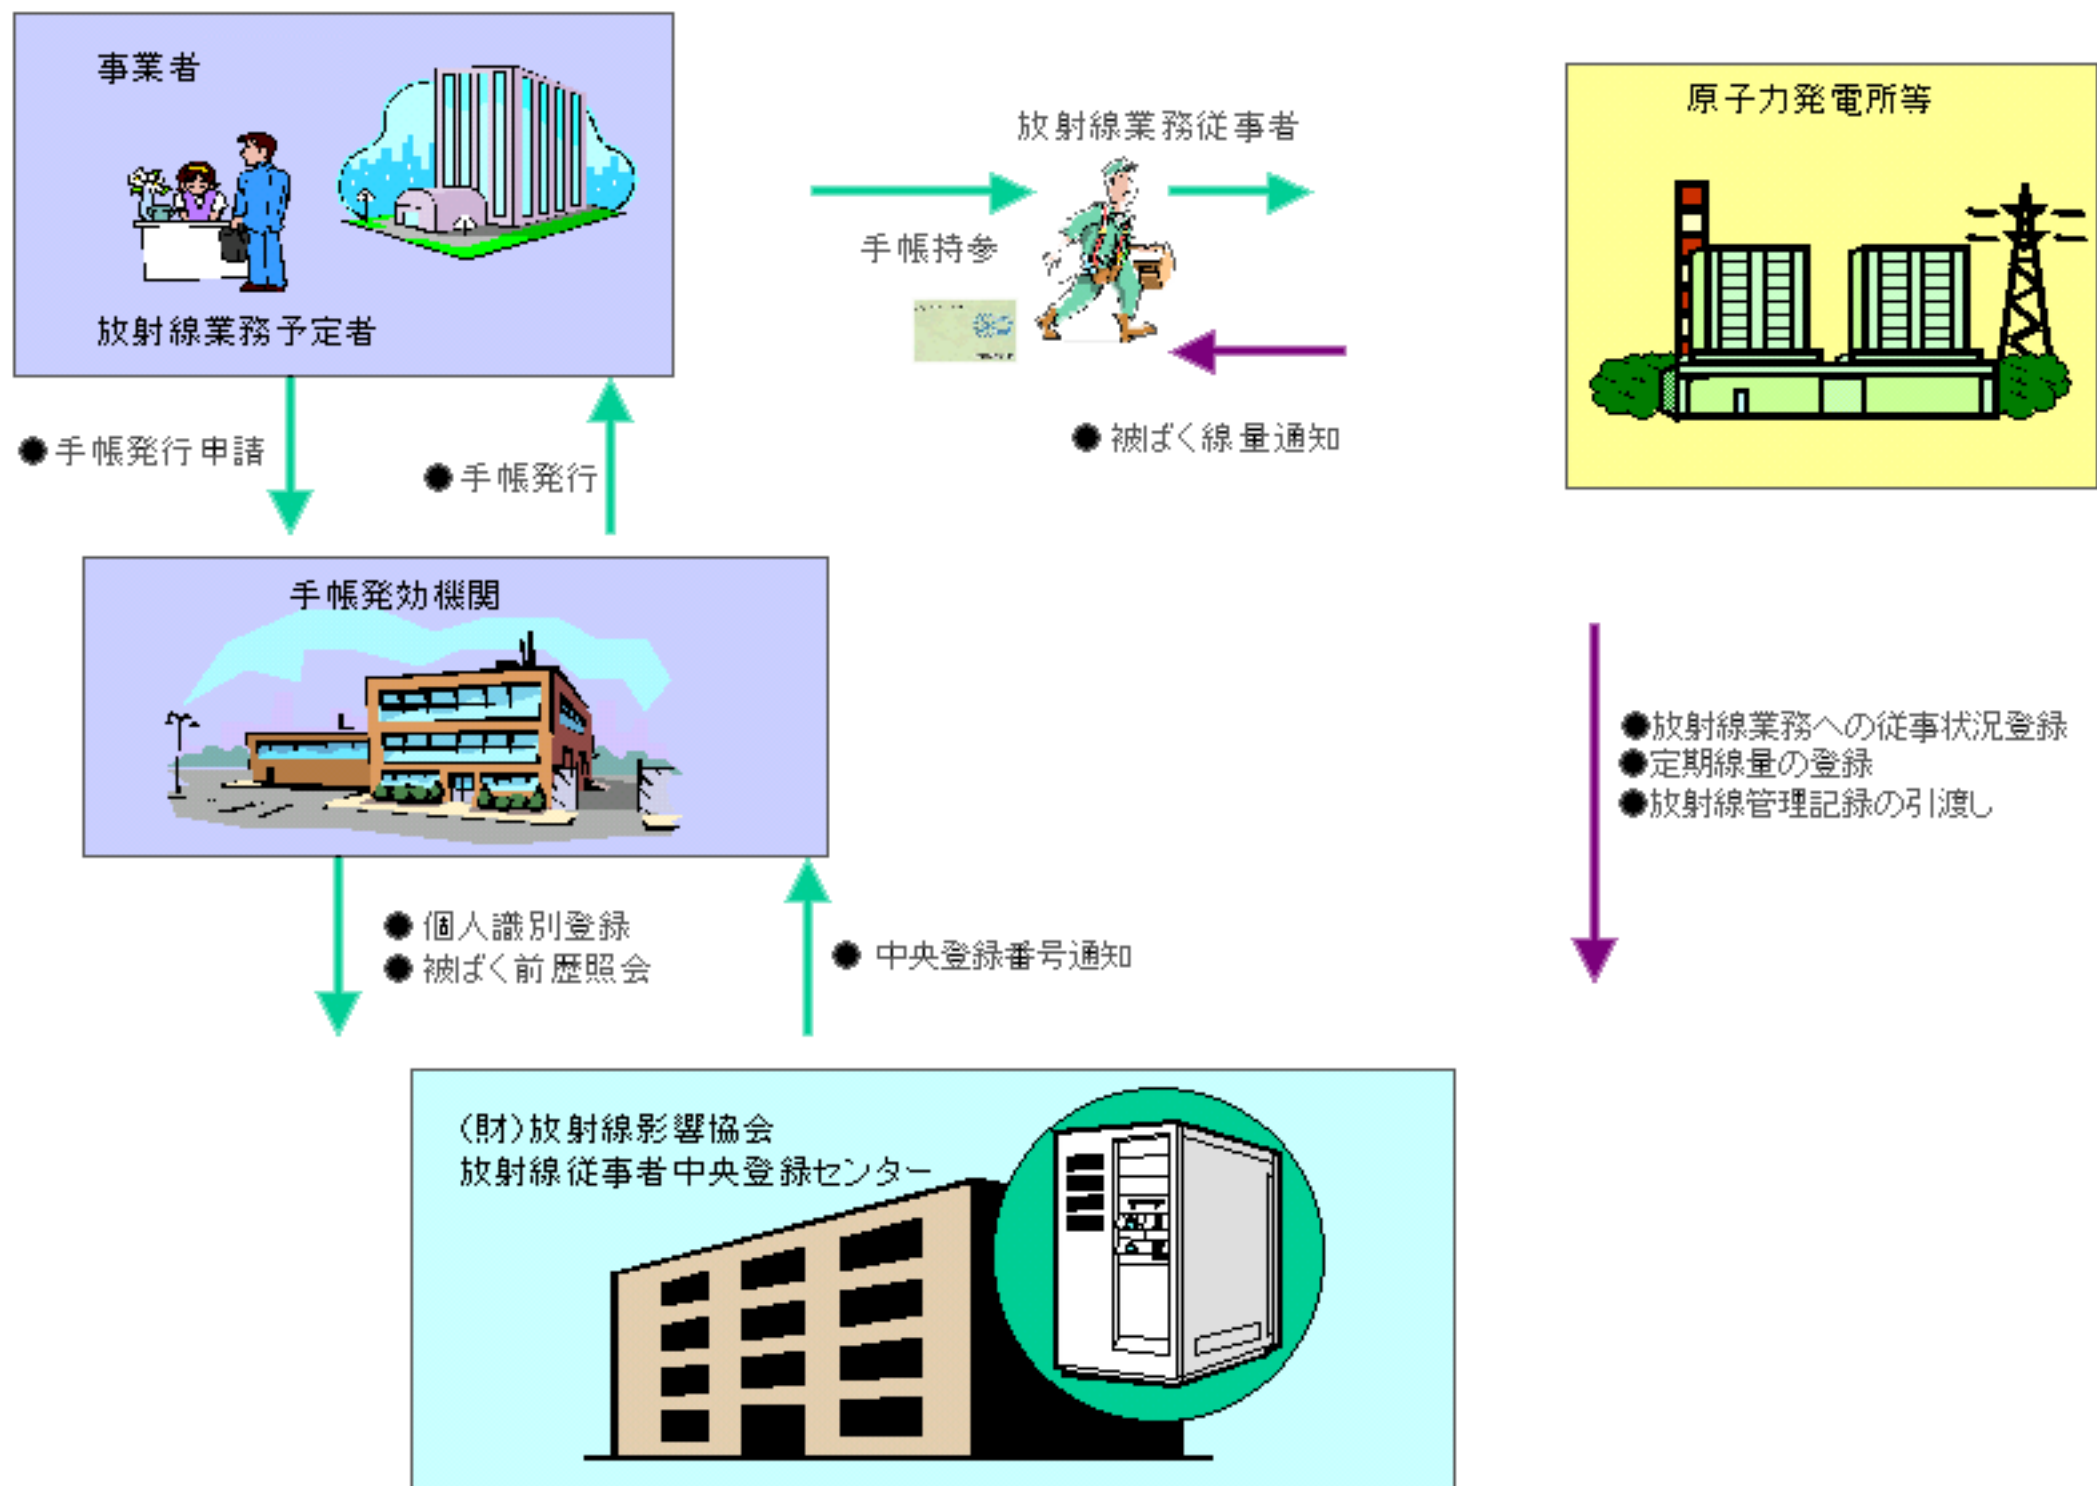 事業者
放射線業務予定者
放射線業務従事者
手帳持参
原子力発電所等
● 被ばく線量通知
● 手帳発行申請
● 手帳発行
手帳発効機関
●放射線業務への従事状況登録
●定期線量の登録
●放射線管理記録の引渡し
● 個人識別登録
● 被ばく前歴照会
● 中央登録番号通知
(財)放射線影響協会
放射線従事者中央登録センター